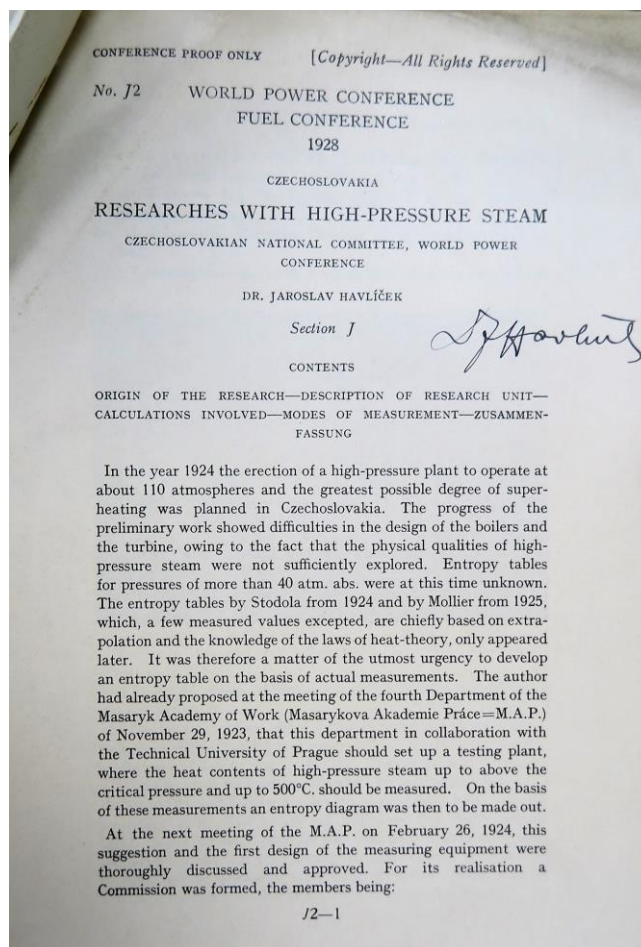 CONFERENCE PROOF ONLY [Copyright—All Rights Reserved]
No. J2 WORLD POWER CONFERENCE
FUEL CONFERENCE
1928
CZECHOSLOVAKIA
RESEARCHES WITH HIGH-PRESSURE STEAM
CZECHOSLOVAKIAN NATIONAL COMMITTEE, WORLD POWER
CONFERENCE
DR. JAROSLAV HAVLÍČEK
Section J
CONTENTS
ORIGIN OF THE RESEARCH—DESCRIPTION OF RESEARCH UNIT—
CALCULATIONS INVOLVED—MODES OF MEASUREMENT—ZUSAMMEN-
FASSUNG
In the year 1924 the erection of a high-pressure plant to operate at
about 110 atmospheres and the greatest possible degree of super-
heating was planned in Czechoslovakia. The progress of the
preliminary work showed difficulties in the design of the boilers and
the turbine, owing to the fact that the physical qualities of high-
pressure steam were not sufficiently explored. Entropy tables
for pressures of more than 40 atm. abs. were at this time unknown.
The entropy tables by Stodola from 1924 and by Mollier from 1925,
which, a few measured values excepted, are chiefly based on extra-
polation and the knowledge of the laws of heat-theory, only appeared
later. It was therefore a matter of the utmost urgency to develop
an entropy table on the basis of actual measurements. The author
had already proposed at the meeting of the fourth Department of the
Masaryk Academy of Work (Masarykova Akademie Práce=M.A.P.)
of November 29, 1923, that this department in collaboration with
the Technical University of Prague should set up a testing plant,
where the heat contents of high-pressure steam up to above the
critical pressure and up to 500°C. should be measured. On the basis
of these measurements an entropy diagram was then to be made out.
At the next meeting of the M.A.P. on February 26, 1924, this
suggestion and the first design of the measuring equipment were
thoroughly discussed and approved. For its realisation a
Commission was formed, the members being:
J2—1